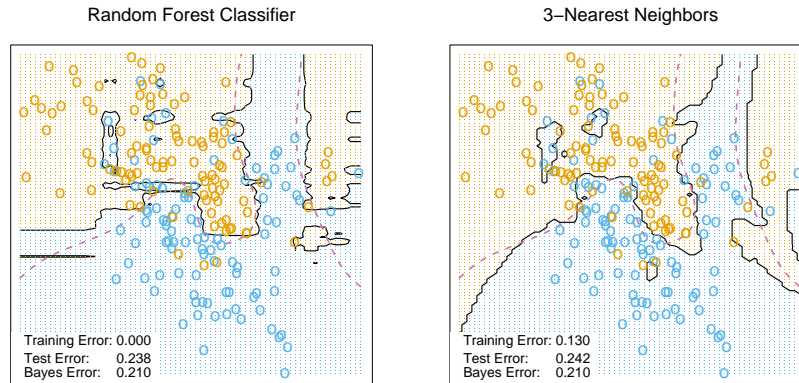 Random Forest Classifier
Training Error: 0.000
Test Error: 0.238
Bayes Error: 0.210
3−Nearest Neighbors
Training Error: 0.130
Test Error: 0.242
Bayes Error: 0.210